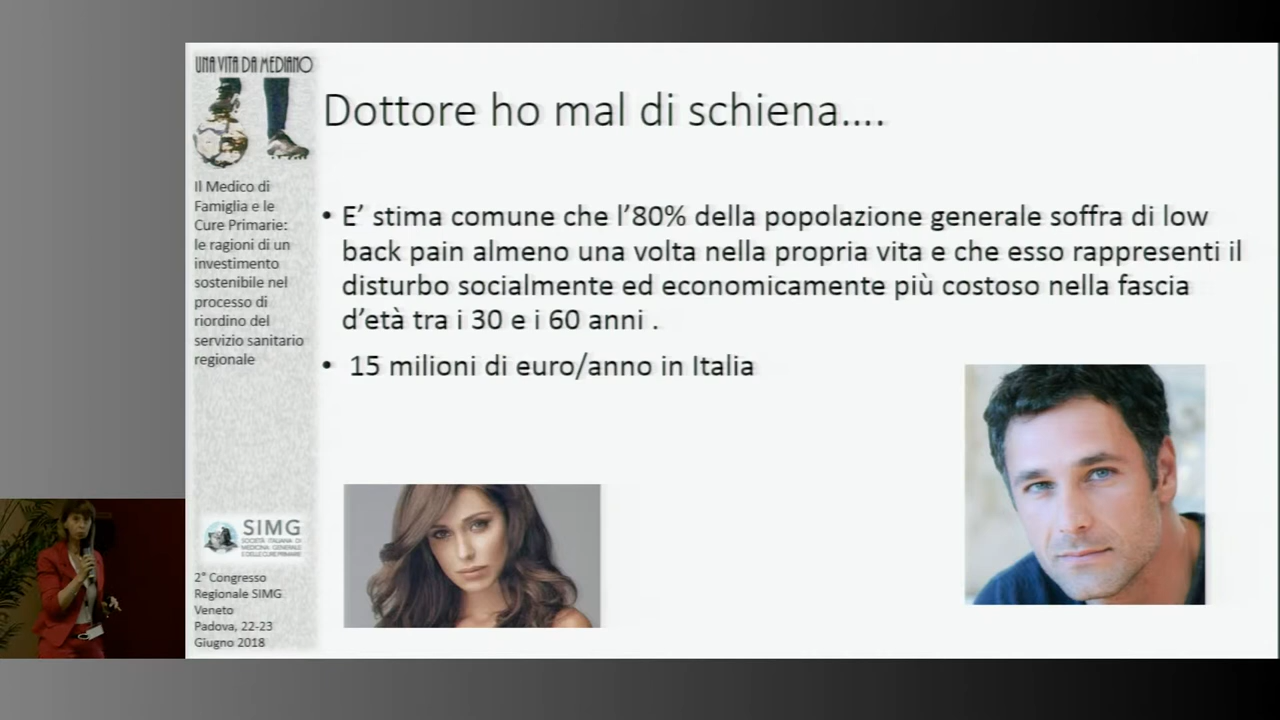 UNA VITA DA MEDIANO
Dottore ho mal di schiena....
Il Medico di
Famiglia e le
Cure Primarie:
le ragioni di un
investimento
sostenibile nel
processo di
riordino del
servizio sanitario
regionale
• E' stima comune che l'80% della popolazione generale soffra di low
back pain almeno una volta nella propria vita e che esso rappresenti il
disturbo socialmente ed economicamente più costoso nella fascia
d'età tra i 30 e i 60 anni .
• 15 milioni di euro/anno in Italia
SIMG
SOCIETÀ ITALIANA DI
MEDICINA GENERALE
E DELLE CURE PRIMARIE
2° Congresso
Regionale SIMG
Veneto
Padova, 22-23
Giugno 2018